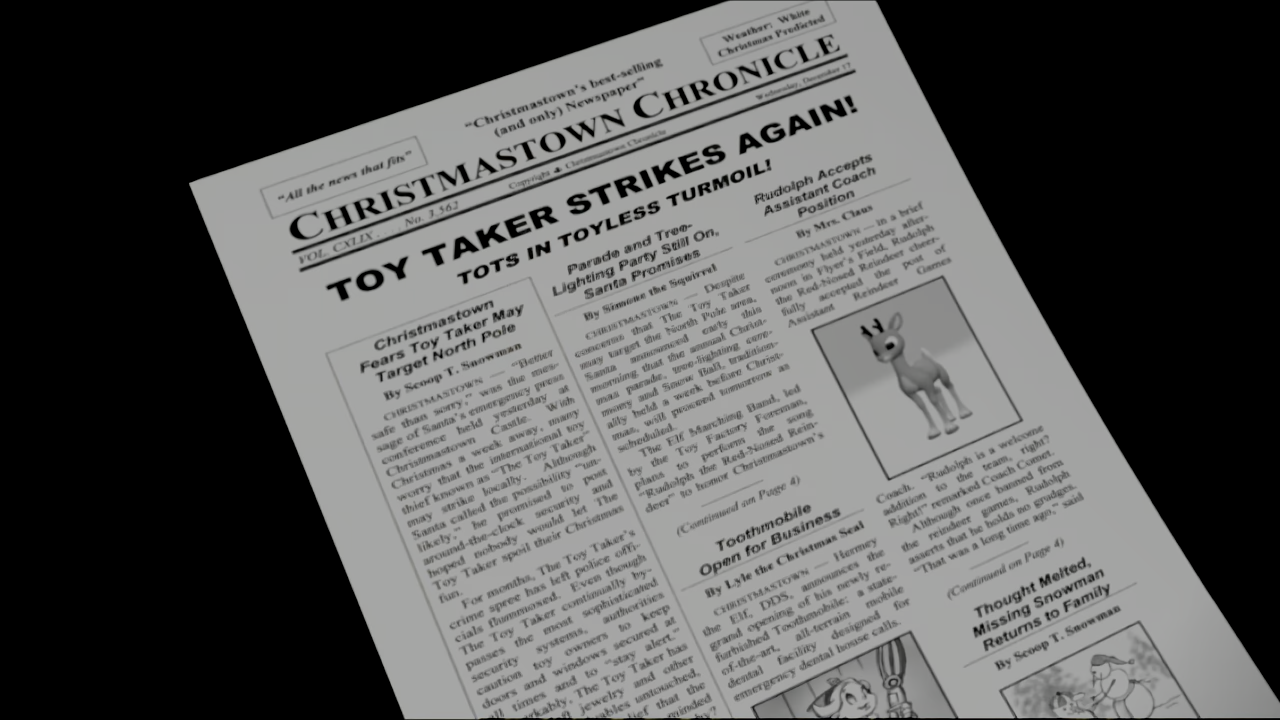 Weather: White
Christmas Predicted
"Christmastown's best-selling
(and only) Newspaper"
"All the news that fits"
CHRISTMASTOWN CHRONICLE
VOL. CXLIX . . . . No. 3,562
Copyright Christmastown Chronicle
Wednesday, December 17
TOY TAKER STRIKES AGAIN!
TOTS IN TOYLESS TURMOIL!
Christmastown
Fears Toy Taker May
Target North Pole
By Scoop T. Snowman
CHRISTMASTOWN — "Better
safe than sorry," was the mes-
sage of Santa's emergency press
conference held yesterday at
Christmastown Castle. With
Christmas a week away, many
worry that the international toy
thief known as "The Toy Taker"
may strike locally. Although
Santa called the possibility "un-
likely," he promised to post
around-the-clock security and
hoped nobody would let The
Toy Taker spoil their Christmas
fun.
For months, The Toy Taker's
crime spree has left police offi-
cials flummoxed. Even though
The Toy Taker continually by-
passes the most sophisticated
security systems, authorities
caution toy owners to keep
doors and windows secured at
all times and to "stay alert."
The Toy Taker has
jewelry and other
untouched.
that the
minded
Parade and Tree-
Lighting Party Still On,
Santa Promises
By Simone the Squirrel
CHRISTMASTOWN — Despite
concerns that The Toy Taker
may target the North Pole area,
Santa announced early this
morning that the annual Christ-
mas parade, tree-lighting cere-
mony and Snow Ball, tradition-
ally held a week before Christ-
mas, will proceed tomorrow as
scheduled.
The Elf Marching Band, led
by the Toy Factory Foreman,
plans to perform the song
"Rudolph the Red-Nosed Rein-
deer" to honor Christmastown's
(Continued on Page 4)
Toothmobile
Open for Business
By Lyle the Christmas Seal
CHRISTMASTOWN — Hermey
the Elf, DDS, announces the
grand opening of his newly re-
furbished Toothmobile: a state-
of-the-art, all-terrain mobile
dental facility designed for
emergency dental house calls.
Rudolph Accepts
Assistant Coach
Position
By Mrs. Claus
CHRISTMASTOWN — in a brief
ceremony held yesterday after-
noon in Flyer's Field, Rudolph
the Red-Nosed Reindeer cheer-
fully accepted the post of
Assistant Reindeer Games
Coach. "Rudolph is a welcome
addition to the team, right?
Right!" remarked Coach Comet.
Although once banned from
the reindeer games, Rudolph
asserts that he holds no grudges.
"That was a long time ago," said
(Continued on Page 4)
Thought Melted,
Missing Snowman
Returns to Family
By Scoop T. Snowman